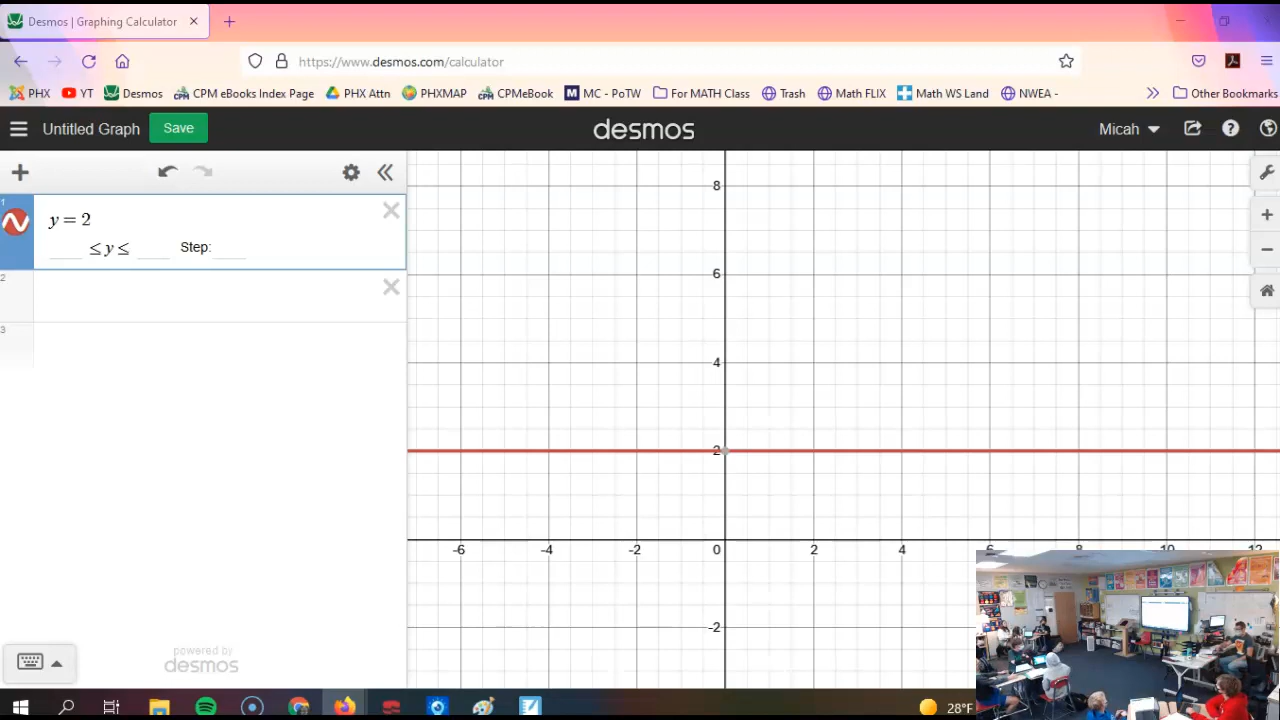 Desmos | Graphing Calculator
https://www.desmos.com/calculator
PHX YT Desmos CPM eBooks Index Page PHX Attn PHXMAP CPMeBook MC - PoTW For MATH Class Trash Math FLIX Math WS Land NWEA - Other Bookmarks
Untitled Graph Save desmos Micah
1
y = 2
≤ y ≤ Step:
2
3
8
6
4
2
-6 -4 -2 0 2 4 6 8 10 12
-2
powered by
desmos
28°F